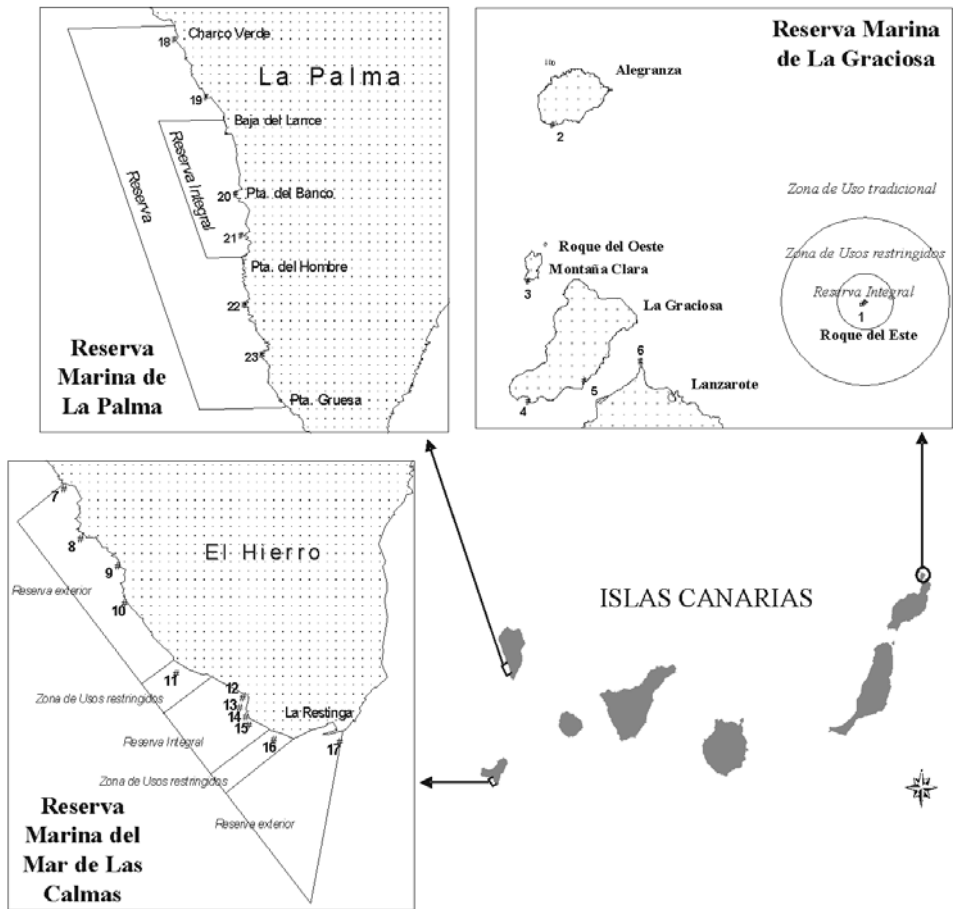 18
Charco Verde
La Palma
19
Baja del Lance
Reserva Integral
Reserva
20
Pta. del Banco
21
Pta. del Hombre
22
23
Pta. Gruesa
Reserva
Marina de
La Palma
Reserva Marina
de La Graciosa
Alegranza
2
Zona de Uso tradicional
Roque del Oeste
Montaña Clara
3
Zona de Usos restringidos
Reserva Integral
1
Roque del Este
La Graciosa
6
5
4
Lanzarote
7
8
El Hierro
9
Reserva exterior
10
11
Zona de Usos restringidos
12
13
14
15
La Restinga
Reserva Integral
16
17
Zona de Usos restringidos
Reserva exterior
Reserva
Marina del
Mar de Las
Calmas
ISLAS CANARIAS